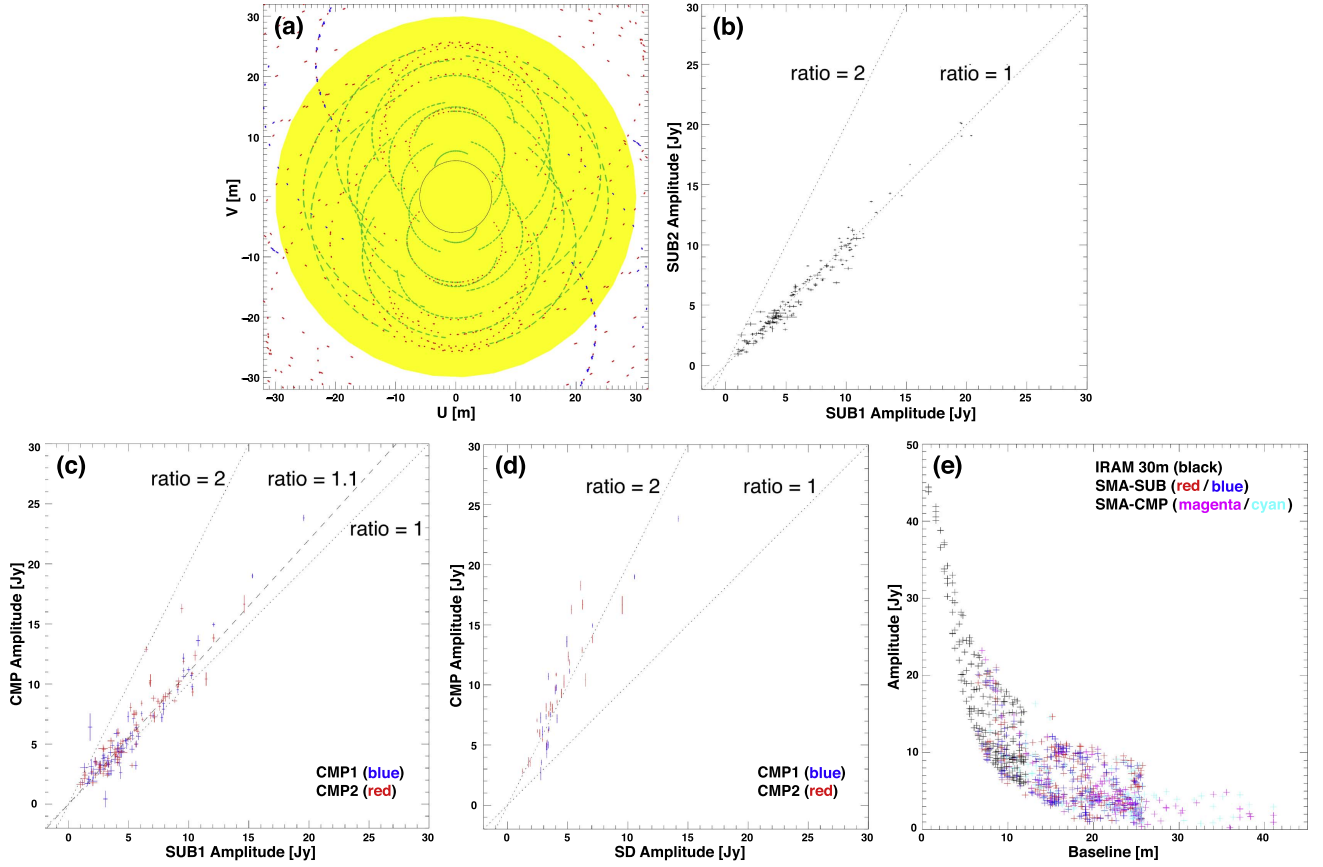 (a)
30
20
10
0
−10
−20
−30
V [m]
−30 −20 −10 0 10 20 30
U [m]
(b)
ratio = 2
ratio = 1
30
25
20
15
10
5
0
SUB2 Amplitude [Jy]
0 5 10 15 20 25 30
SUB1 Amplitude [Jy]
(c)
ratio = 2
ratio = 1.1
ratio = 1
30
25
20
15
10
5
0
CMP Amplitude [Jy]
CMP1 (blue)
CMP2 (red)
0 5 10 15 20 25 30
SUB1 Amplitude [Jy]
(d)
ratio = 2
ratio = 1
30
25
20
15
10
5
0
CMP Amplitude [Jy]
CMP1 (blue)
CMP2 (red)
0 5 10 15 20 25 30
SD Amplitude [Jy]
(e)
IRAM 30m (black)
SMA-SUB (red/blue)
SMA-CMP (magenta/cyan)
50
40
30
20
10
0
Amplitude [Jy]
0 10 20 30 40
Baseline [m]